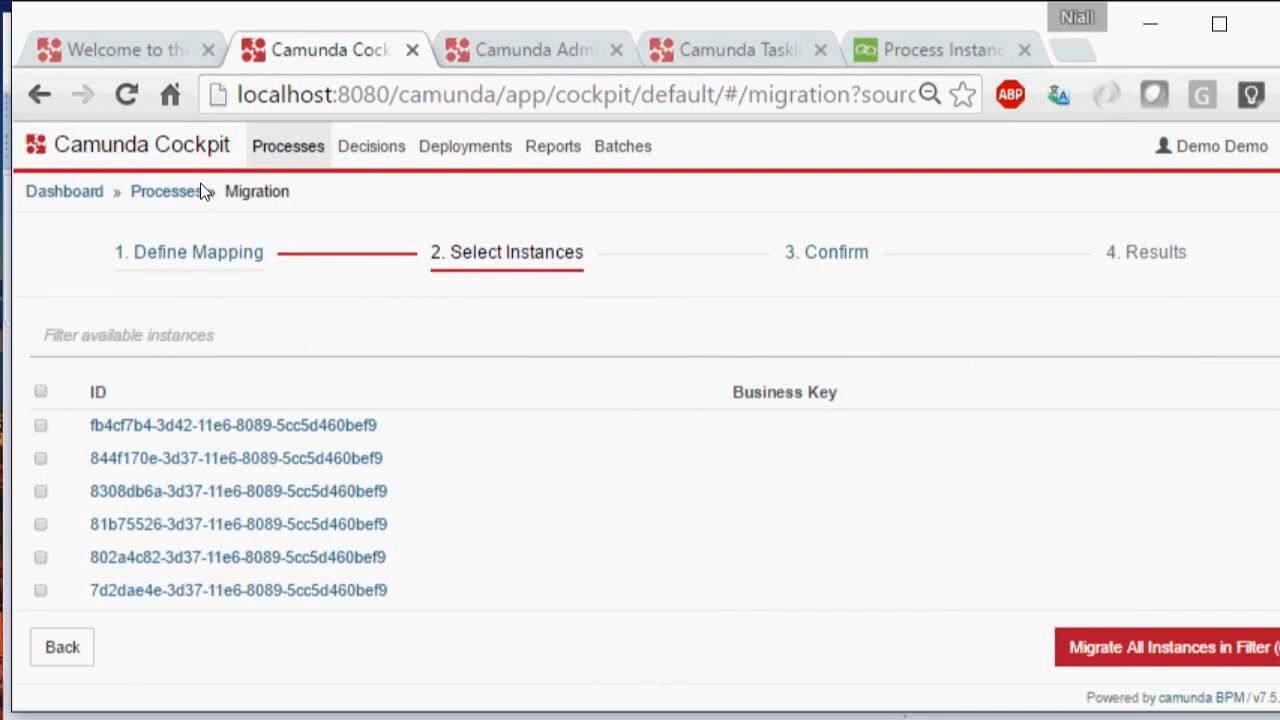 Niall
Welcome to th
Camunda Cock
Camunda Adm
Camunda Taskli
Process Instanc
localhost:8080/camunda/app/cockpit/default/#/migration?sourc
ABP
G
Camunda Cockpit Processes Decisions Deployments Reports Batches Demo Demo
Dashboard » Processes » Migration
1. Define Mapping 2. Select Instances 3. Confirm 4. Results
Filter available instances
ID Business Key
fb4cf7b4-3d42-11e6-8089-5cc5d460bef9
844f170e-3d37-11e6-8089-5cc5d460bef9
8308db6a-3d37-11e6-8089-5cc5d460bef9
81b75526-3d37-11e6-8089-5cc5d460bef9
802a4c82-3d37-11e6-8089-5cc5d460bef9
7d2dae4e-3d37-11e6-8089-5cc5d460bef9
Back Migrate All Instances in Filter (
Powered by camunda BPM / v7.5.